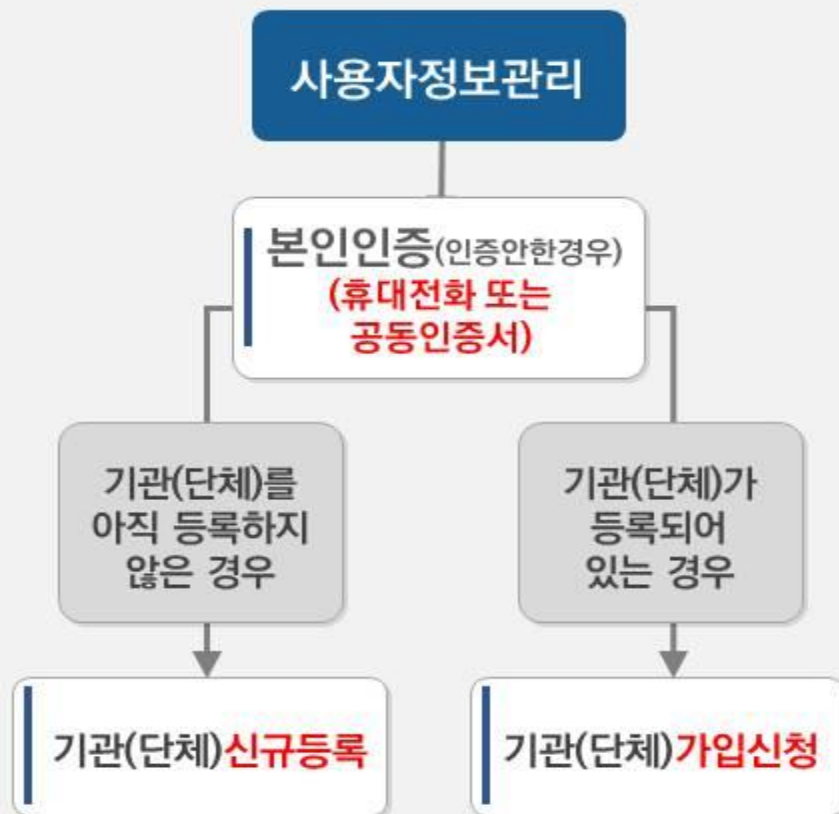 사용자정보관리
본인인증(인증안한경우)
(휴대전화 또는
공동인증서)
기관(단체)를
아직 등록하지
않은 경우
기관(단체)가
등록되어
있는 경우
기관(단체)신규등록
기관(단체)가입신청